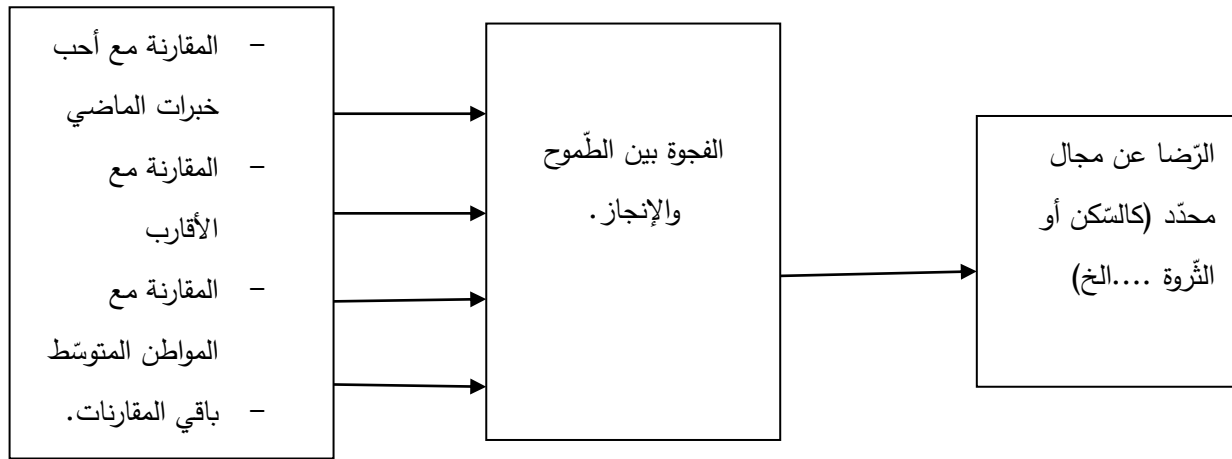 - المقارنة مع أحب
خبرات الماضي
- المقارنة مع
الأقارب
- المقارنة مع
المواطن المتوسّط
- باقي المقارنات.
الفجوة بين الطّموح
والإنجاز.
الرّضا عن مجال
محدّد (كالسّكن أو
الثّروة ....الخ)